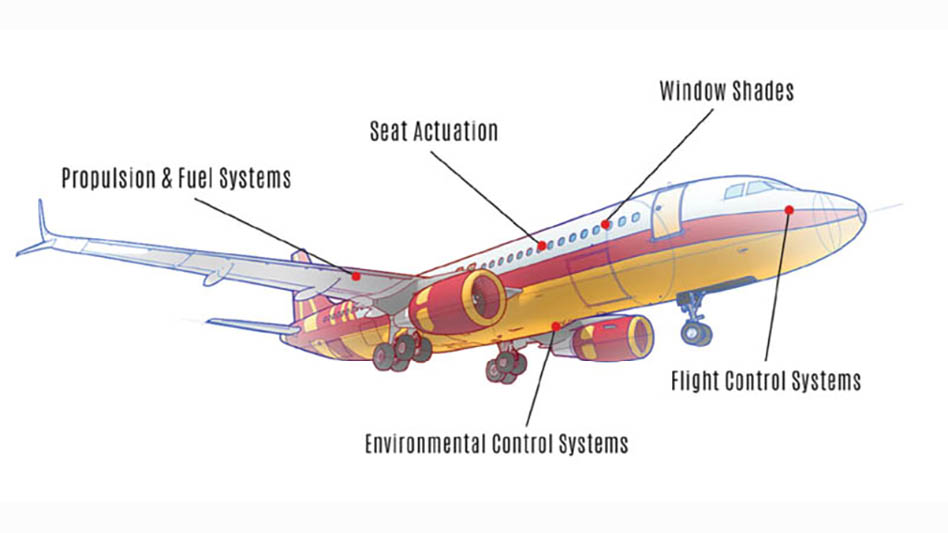 Window Shades
Seat Actuation
Propulsion & Fuel Systems
Flight Control Systems
Environmental Control Systems